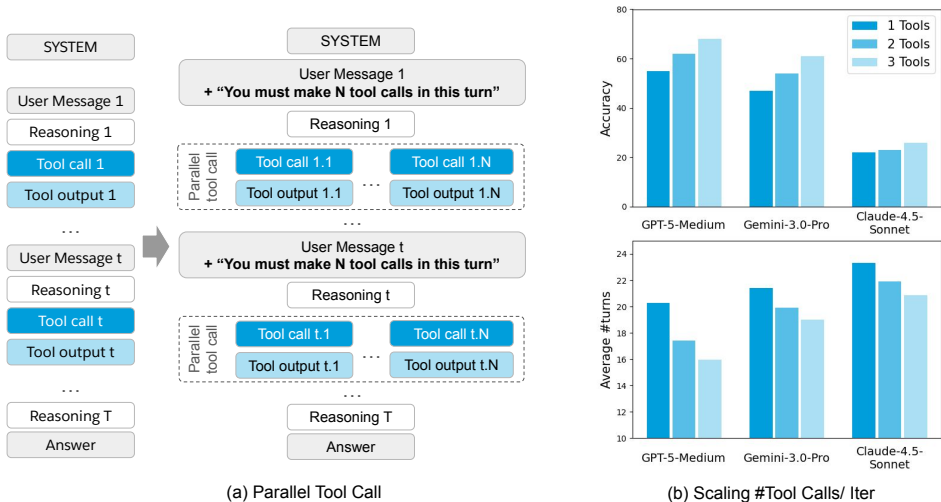 SYSTEM
User Message 1
Reasoning 1
Tool call 1
Tool output 1
...
User Message t
Reasoning t
Tool call t
Tool output t
...
Reasoning T
Answer
SYSTEM
User Message 1
+ “You must make N tool calls in this turn”
Reasoning 1
Parallel
tool call
Tool call 1.1
Tool output 1.1
...
Tool call 1.N
Tool output 1.N
...
User Message t
+ “You must make N tool calls in this turn”
Reasoning t
Parallel
tool call
Tool call t.1
Tool output t.1
...
Tool call t.N
Tool output t.N
...
Reasoning T
Answer
(a) Parallel Tool Call
80
60
40
20
0
Accuracy
1 Tools
2 Tools
3 Tools
GPT-5-Medium
Gemini-3.0-Pro
Claude-4.5-
Sonnet
24
22
20
18
16
14
12
10
Average #turns
GPT-5-Medium
Gemini-3.0-Pro
Claude-4.5-
Sonnet
(b) Scaling #Tool Calls/ Iter